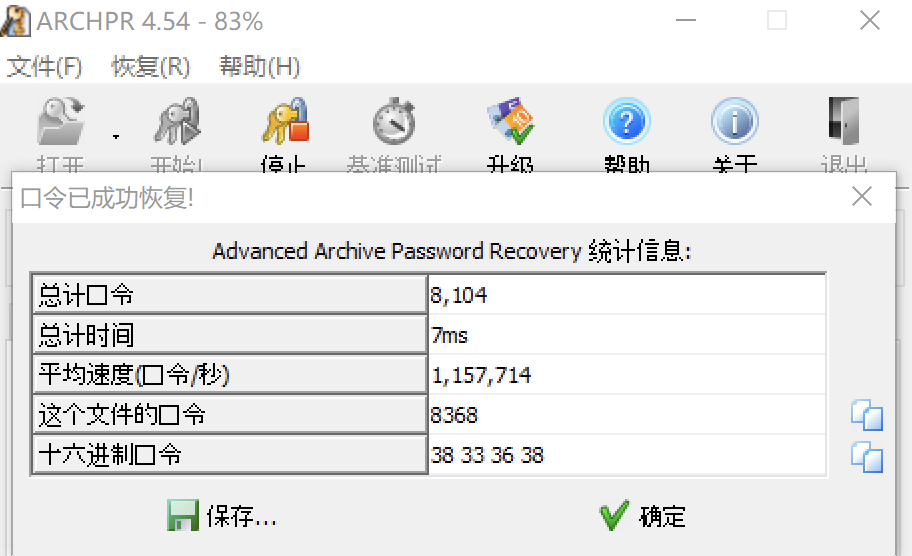 ARCHPR 4.54 - 83%
文件(F) 恢复(R) 帮助(H)
打开 开始! 停止 基准测试 升级 帮助 关于 退出
口令已成功恢复!
Advanced Archive Password Recovery 统计信息:
总计口令 8,104
总计时间 7ms
平均速度(口令/秒) 1,157,714
这个文件的口令 8368
十六进制口令 38 33 36 38
保存... 确定